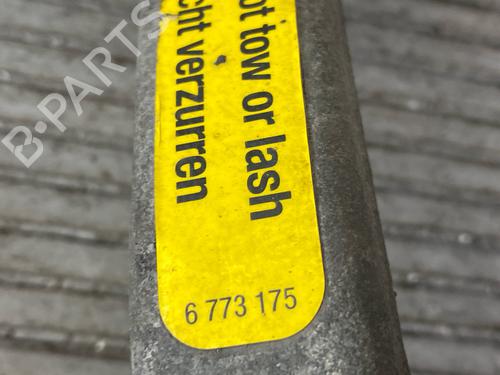 ot tow or lash
cht verzurren
6 773 175
B-PARTS